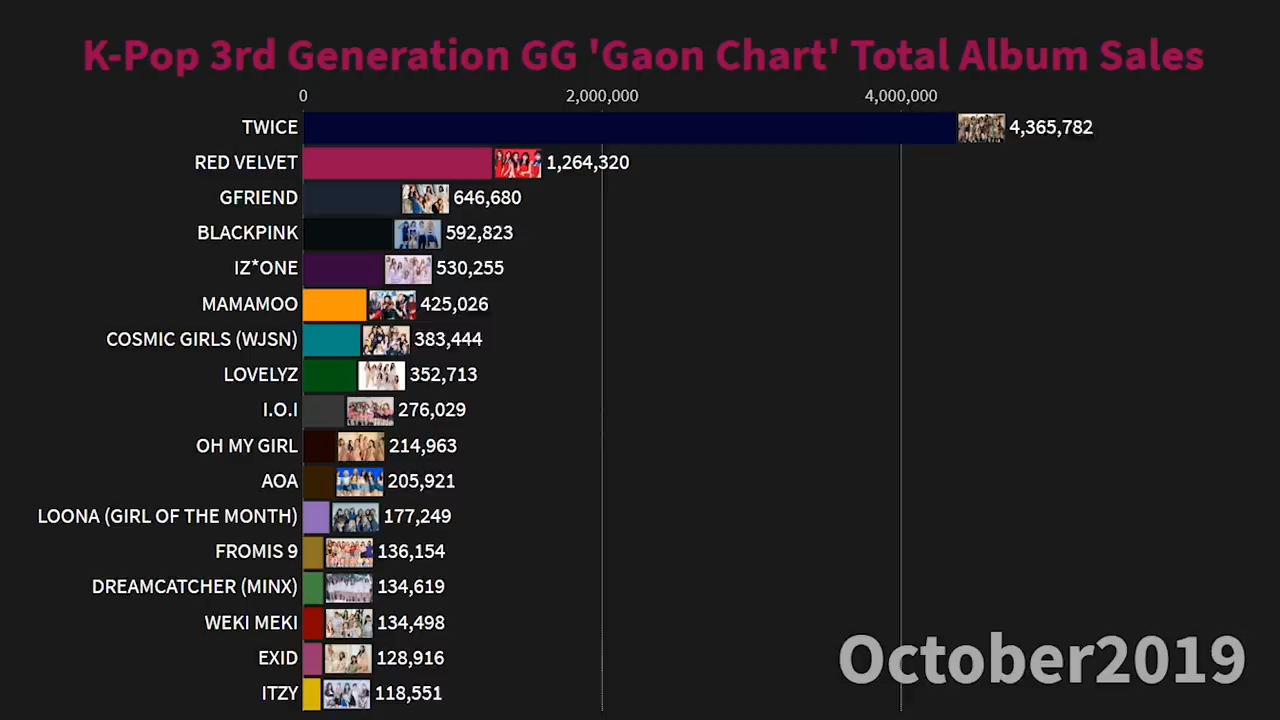 K-Pop 3rd Generation GG 'Gaon Chart' Total Album Sales
0 2,000,000 4,000,000
TWICE 4,365,782
RED VELVET 1,264,320
GFRIEND 646,680
BLACKPINK 592,823
IZ*ONE 530,255
MAMAMOO 425,026
COSMIC GIRLS (WJSN) 383,444
LOVELYZ 352,713
I.O.I 276,029
OH MY GIRL 214,963
AOA 205,921
LOONA (GIRL OF THE MONTH) 177,249
FROMIS 9 136,154
DREAMCATCHER (MINX) 134,619
WEKI MEKI 134,498
EXID 128,916
ITZY 118,551
October2019